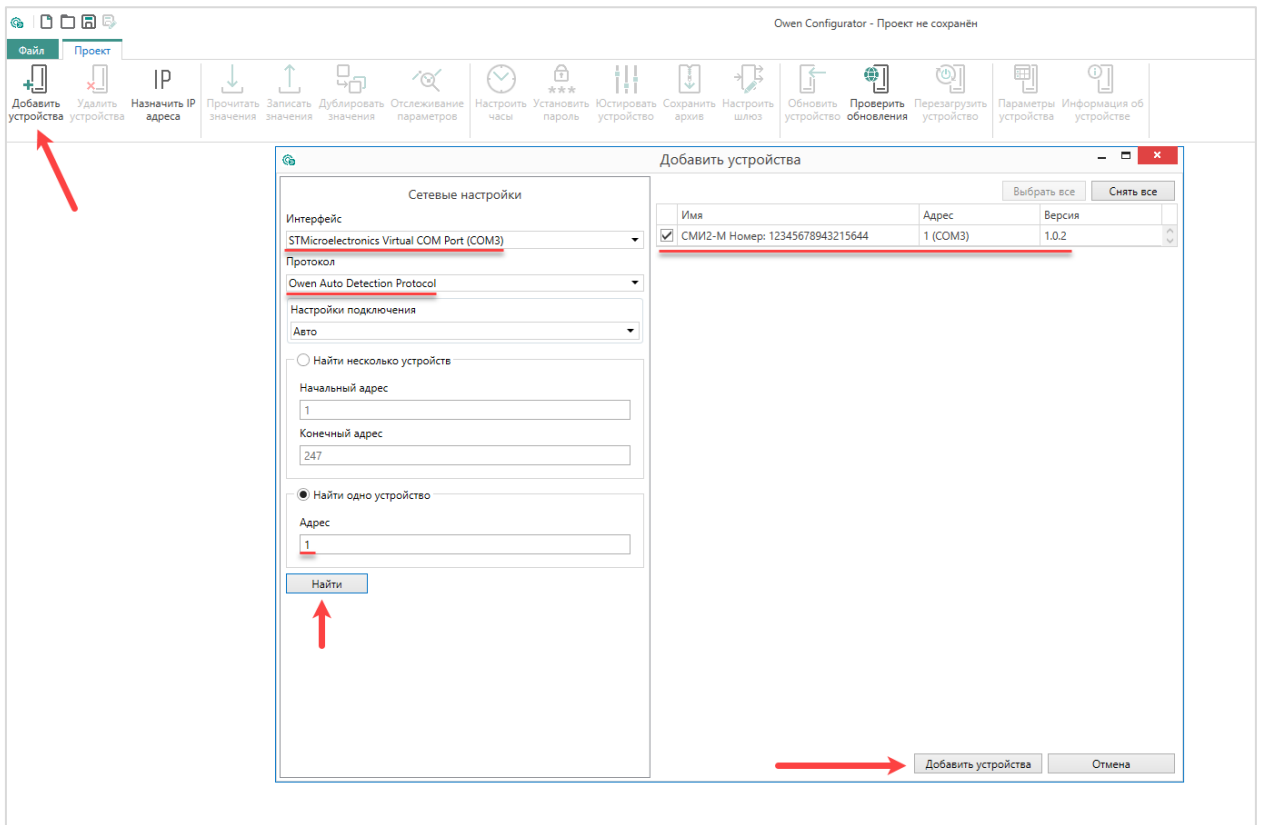 Owen Configurator - Проект не сохранён
Файл Проект
IP
Добавить устройства
Удалить устройства
Назначить IP адреса
Прочитать значения
Записать значения
Дублировать значения
Отслеживание параметров
Настроить часы
Установить пароль
Юстировать устройство
Сохранить архив
Настроить шлюз
Обновить устройство
Проверить обновления
Перезагрузить устройство
Параметры устройства
Информация об устройстве
Добавить устройства
Сетевые настройки
Интерфейс
STMicroelectronics Virtual COM Port (COM3)
Протокол
Owen Auto Detection Protocol
Настройки подключения
Авто
Найти несколько устройств
Начальный адрес
1
Конечный адрес
247
Найти одно устройство
Адрес
1
Найти
Выбрать все Снять все
Имя Адрес Версия
СМИ2-М Номер: 12345678943215644 1 (COM3) 1.0.2
Добавить устройства Отмена